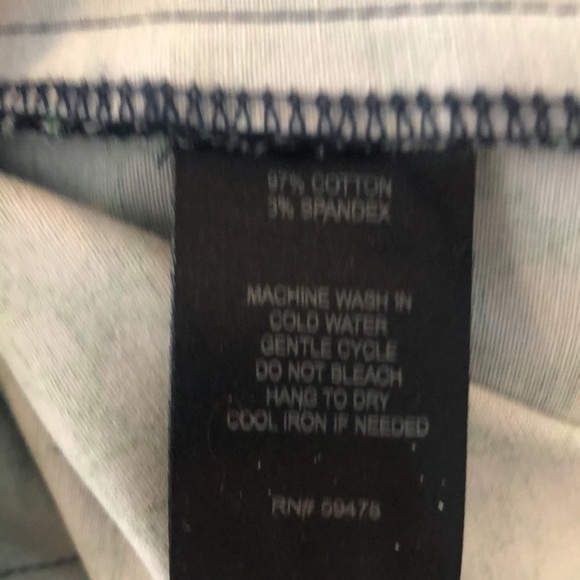 97% COTTON
3% SPANDEX
MACHINE WASH IN
COLD WATER
GENTLE CYCLE
DO NOT BLEACH
HANG TO DRY
COOL IRON IF NEEDED
RN# 59478